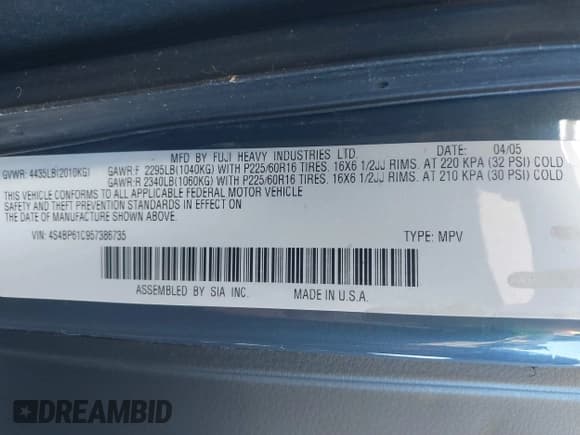 MFD BY FUJI HEAVY INDUSTRIES LTD. DATE: 04/05
GVWR: 4435LB(2010KG) GAWR:F 2295LB(1040KG) WITH P225/60R16 TIRES. 16X6 1/2JJ RIMS. AT 220 KPA (32 PSI) COLD
GAWR:R 2340LB(1060KG) WITH P225/60R16 TIRES. 16X6 1/2JJ RIMS. AT 210 KPA (30 PSI) COLD
THIS VEHICLE CONFORMS TO ALL APPLICABLE FEDERAL MOTOR VEHICLE
SAFETY AND THEFT PREVENTION STANDARDS IN EFFECT ON THE DATE OF
MANUFACTURE SHOWN ABOVE.
VIN: 4S4BP61C957386735 TYPE: MPV
ASSEMBLED BY SIA INC. MADE IN U.S.A.
DREAMBID